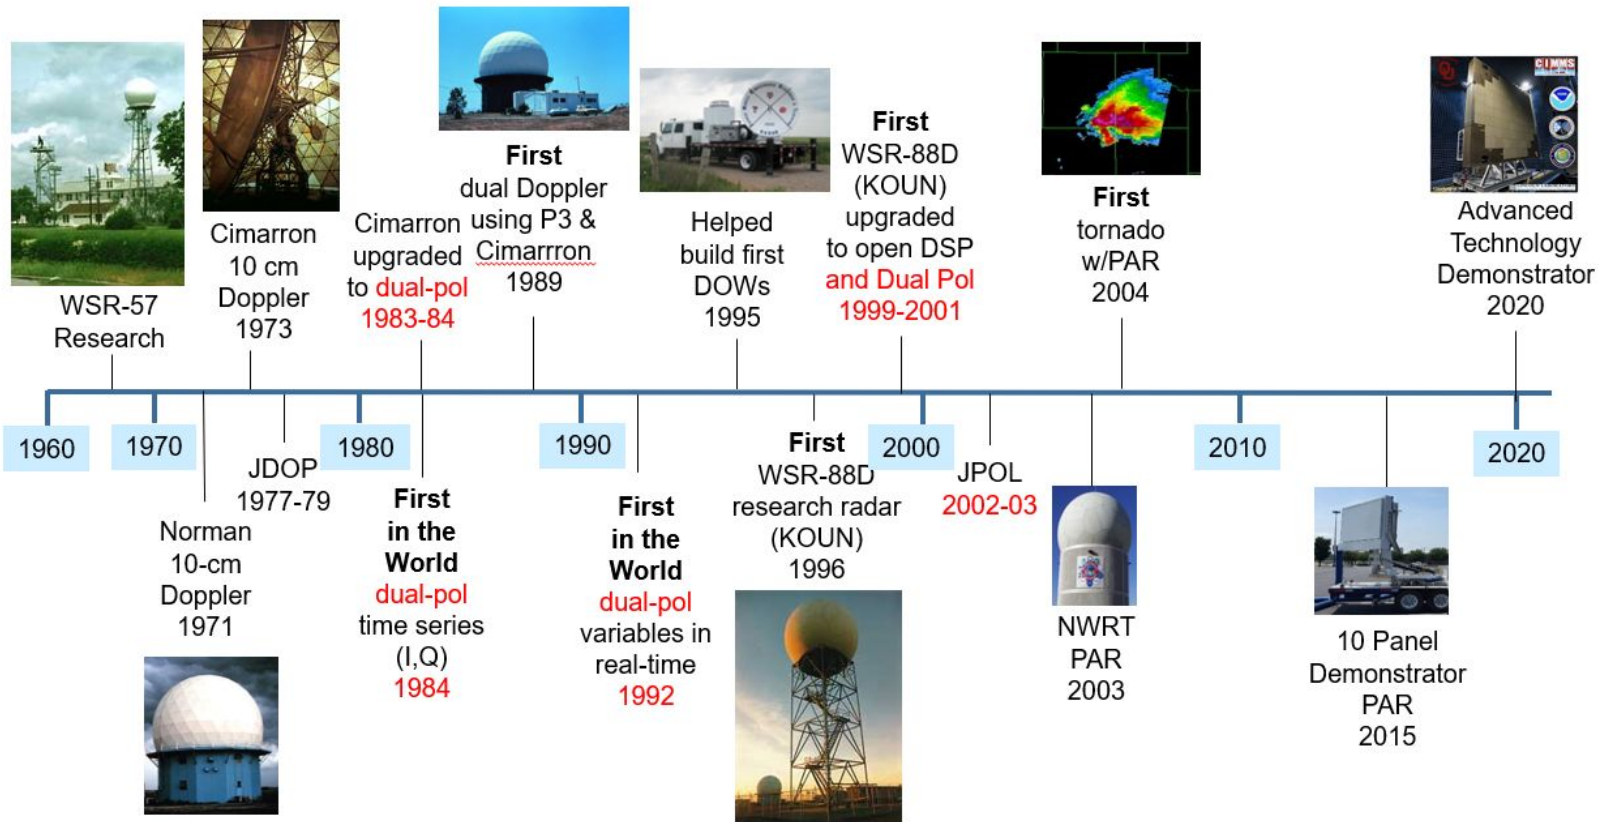 WSR-57
Research
Cimarron
10 cm
Doppler
1973
Cimarron
upgraded
to dual-pol
1983-84
First
dual Doppler
using P3 &
Cimarrron
1989
Helped
build first
DOWs
1995
First
WSR-88D
(KOUN)
upgraded
to open DSP
and Dual Pol
1999-2001
First
tornado
w/PAR
2004
CIMMS
Advanced
Technology
Demonstrator
2020
1960
1970
1980
1990
2000
2010
2020
Norman
10-cm
Doppler
1971
JDOP
1977-79
First
in the
World
dual-pol
time series
(I,Q)
1984
First
in the
World
dual-pol
variables in
real-time
1992
First
WSR-88D
research radar
(KOUN)
1996
JPOL
2002-03
NWRT
PAR
2003
10 Panel
Demonstrator
PAR
2015